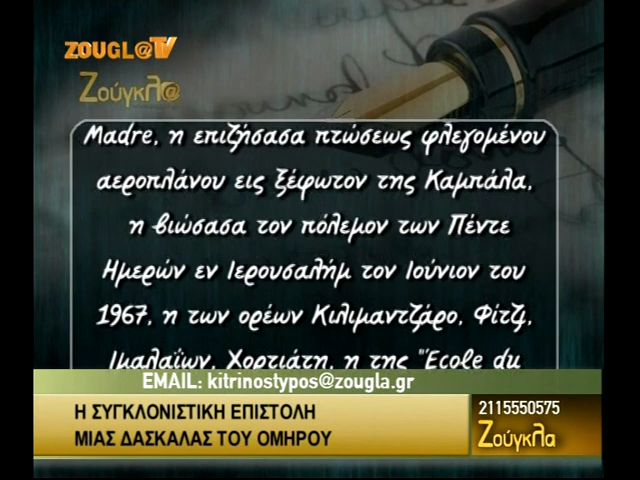 ZOUGL@TV
Ζούγκλ@
Madre, η επιζήσασα πτώσεως φλεγομένου
αεροπλάνου εις ξέφωτον της Καμπάλα,
η βιώσασα τον πόλεμον των Πέντε
Ημερών εν Ιερουσαλήμ τον Ιούνιον του
1967, η των ορέων Κιλιμαντζάρο, Φίτζι,
Ιμαλαΐων, Χορτιάτη, η της "Ecole du
EMAIL: kitrinostypos@zougla.gr
Η ΣΥΓΚΛΟΝΙΣΤΙΚΗ ΕΠΙΣΤΟΛΗ
ΜΙΑΣ ΔΑΣΚΑΛΑΣ ΤΟΥ ΟΜΗΡΟΥ
2115550575
Ζούγκλα